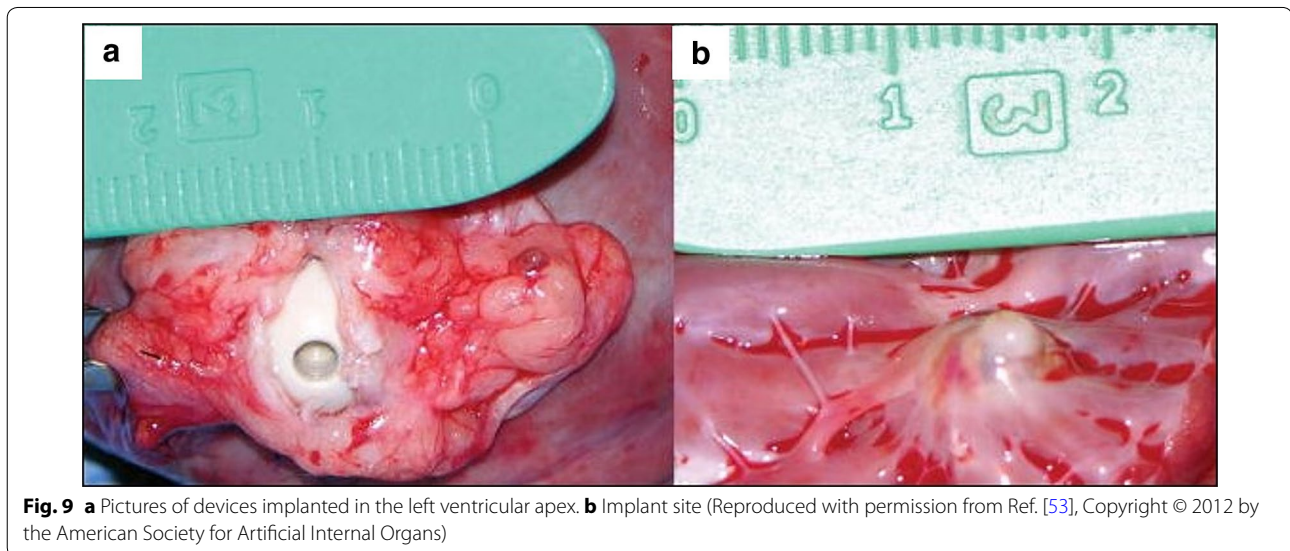 a
2 1 0
b
0 1 3 2
Fig. 9 a Pictures of devices implanted in the left ventricular apex. b Implant site (Reproduced with permission from Ref. [53], Copyright © 2012 by
the American Society for Artificial Internal Organs)